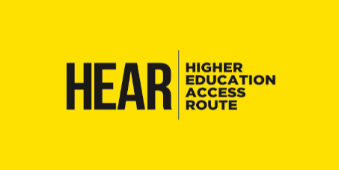 HEAR
HIGHER
EDUCATION
ACCESS
ROUTE